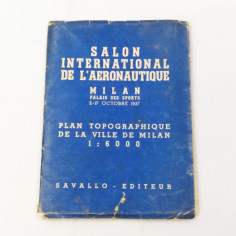 SALON
INTERNATIONAL
DE L'AERONAUTIQUE
MILAN
PALAIS DES SPORTS
2-17 OCTOBRE 1937
PLAN TOPOGRAPHIQUE
DE LA VILLE DE MILAN
1:6000
SAVALLO - EDITEUR